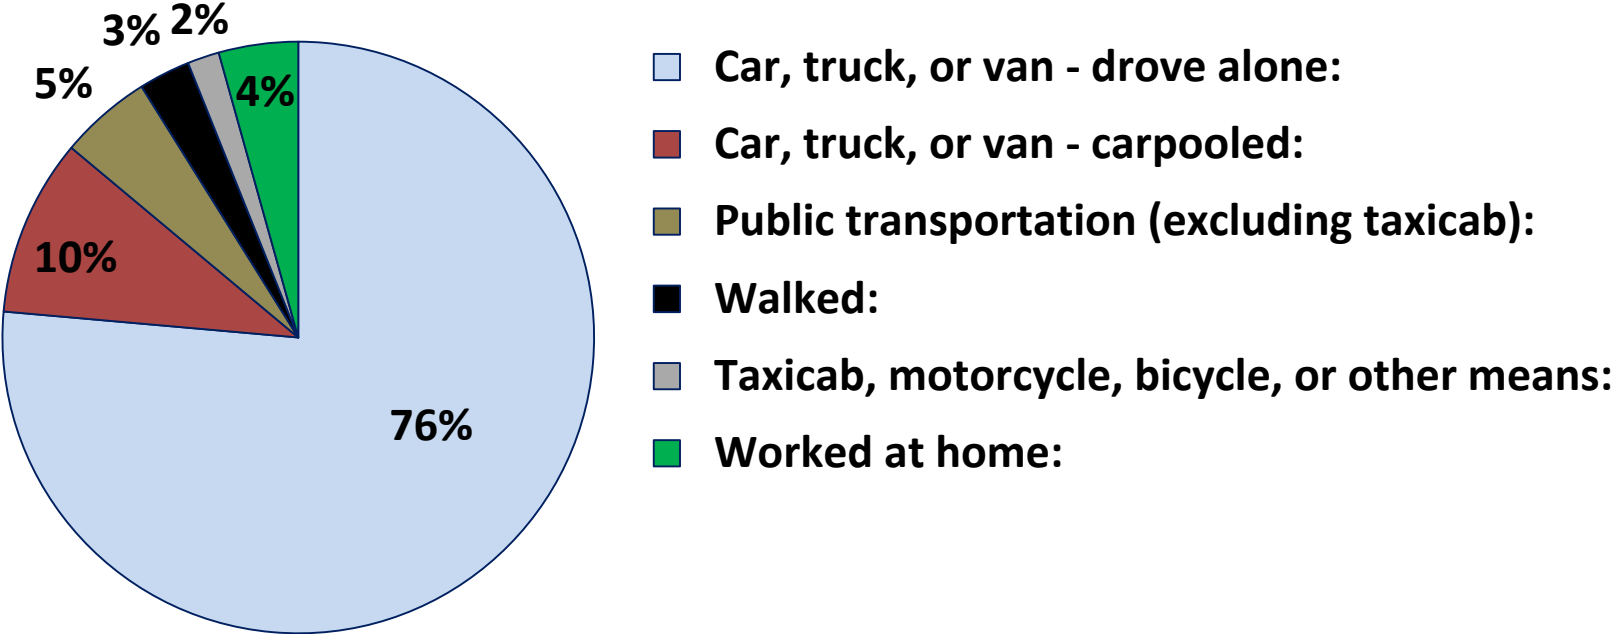 3% 2%
5%
4%
10%
76%
Car, truck, or van - drove alone:
Car, truck, or van - carpooled:
Public transportation (excluding taxicab):
Walked:
Taxicab, motorcycle, bicycle, or other means:
Worked at home: